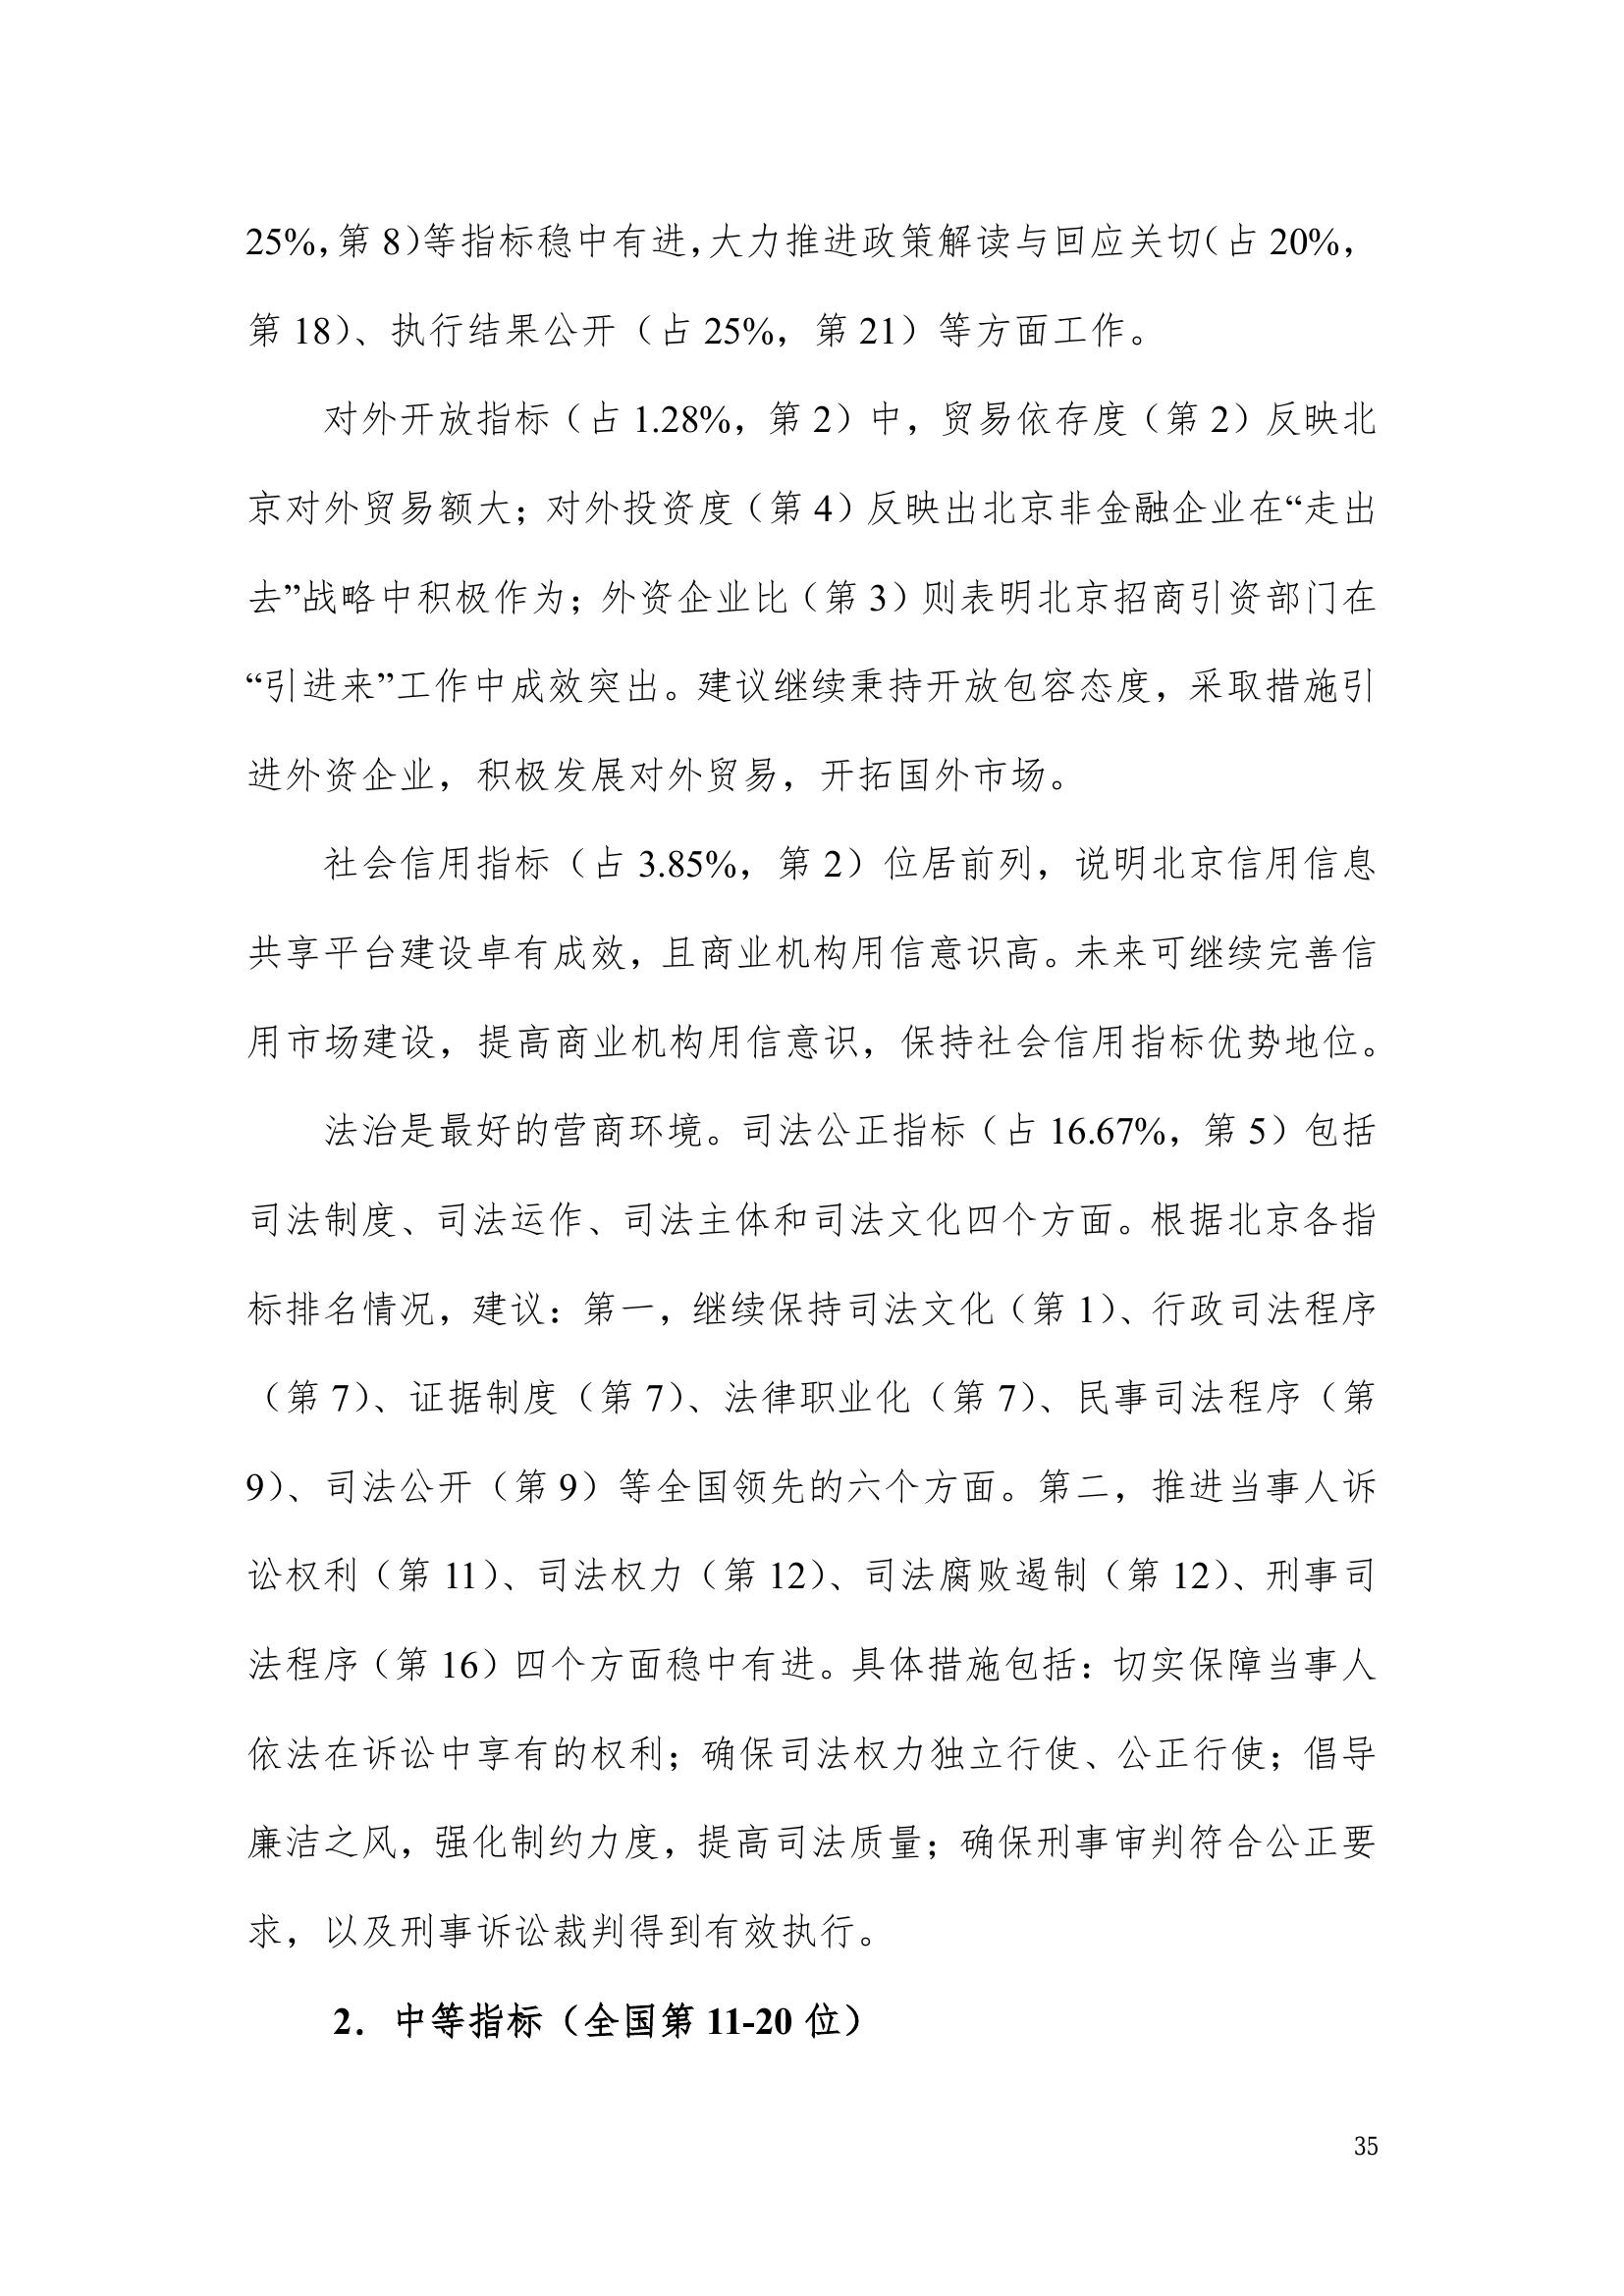 25%，第 8）等指标稳中有进，大力推进政策解读与回应关切（占 20%，
第 18）、执行结果公开（占 25%，第 21）等方面工作。
对外开放指标（占 1.28%，第 2）中，贸易依存度（第 2）反映北
京对外贸易额大；对外投资度（第 4）反映出北京非金融企业在“走出
去”战略中积极作为；外资企业比（第 3）则表明北京招商引资部门在
“引进来”工作中成效突出。建议继续秉持开放包容态度，采取措施引
进外资企业，积极发展对外贸易，开拓国外市场。
社会信用指标（占 3.85%，第 2）位居前列，说明北京信用信息
共享平台建设卓有成效，且商业机构用信意识高。未来可继续完善信
用市场建设，提高商业机构用信意识，保持社会信用指标优势地位。
法治是最好的营商环境。司法公正指标（占 16.67%，第 5）包括
司法制度、司法运作、司法主体和司法文化四个方面。根据北京各指
标排名情况，建议：第一，继续保持司法文化（第 1）、行政司法程序
（第 7）、证据制度（第 7）、法律职业化（第 7）、民事司法程序（第
9）、司法公开（第 9）等全国领先的六个方面。第二，推进当事人诉
讼权利（第 11）、司法权力（第 12）、司法腐败遏制（第 12）、刑事司
法程序（第 16）四个方面稳中有进。具体措施包括：切实保障当事人
依法在诉讼中享有的权利；确保司法权力独立行使、公正行使；倡导
廉洁之风，强化制约力度，提高司法质量；确保刑事审判符合公正要
求，以及刑事诉讼裁判得到有效执行。
2．中等指标（全国第 11-20 位）
35